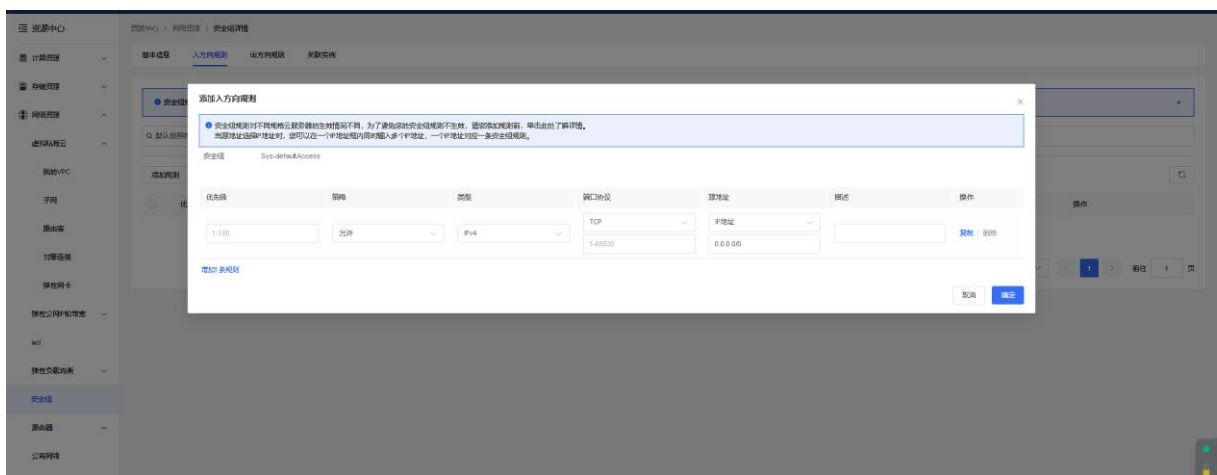 资源中心
资源中心 > 网络资源 > 安全组详情
计算资源
存储资源
网络资源
虚拟私有云
我的VPC
子网
路由表
对等连接
弹性网卡
弹性公网IP和带宽
acl
弹性负载均衡
安全组
路由器
公有网络
基本信息 入方向规则 出方向规则 关联实例
安全组
添加规则
操作
1 前往 1 页
添加入方向规则
安全组规则对不同规格云服务器的生效情况不同，为了避免您的安全组规则不生效，请您添加规则前，单击此处了解详情。
当源地址选择IP地址时，您可以在一个IP地址框内同时输入多个IP地址，一个IP地址对应一条安全组规则。
安全组 Sys-defaultAccess
优先级 策略 类型 端口协议 源地址 描述 操作
1-100 允许 IPv4 TCP IP地址 复制 删除
1-65535 0.0.0.0/0
增加1条规则
取消 确定